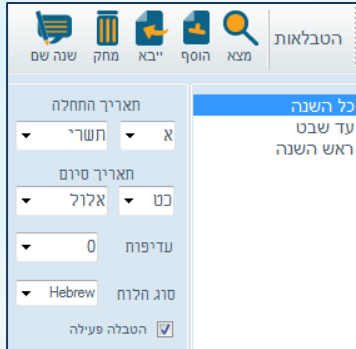 הטבלאות
מצא הוסף ייבא מחק שנה שם
כל השנה
עד שבט
ראש השנה
תאריך התחלה
א תשרי
תאריך סיום
כט אלול
עדיפות 0
סוג הלוח Hebrew
הטבלה פעילה